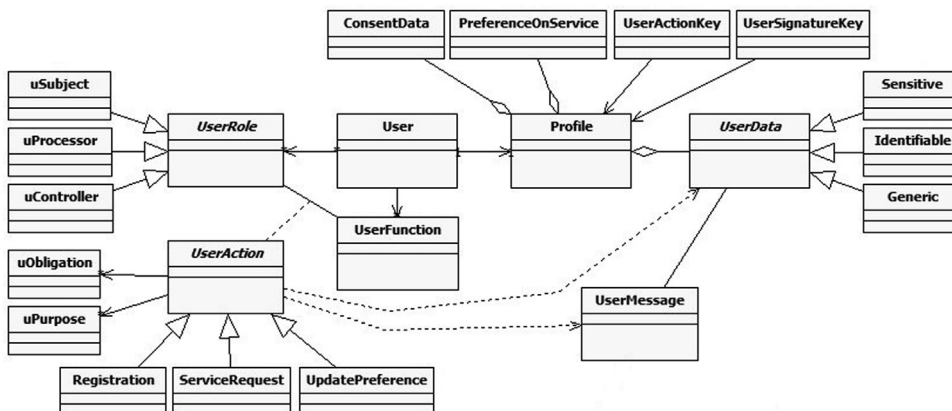 ConsentData
PreferenceOnService
UserActionKey
UserSignatureKey
uSubject
Sensitive
UserRole
User
Profile
UserData
uProcessor
Identifiable
uController
Generic
UserFunction
UserAction
uObligation
UserMessage
uPurpose
Registration
ServiceRequest
UpdatePreference